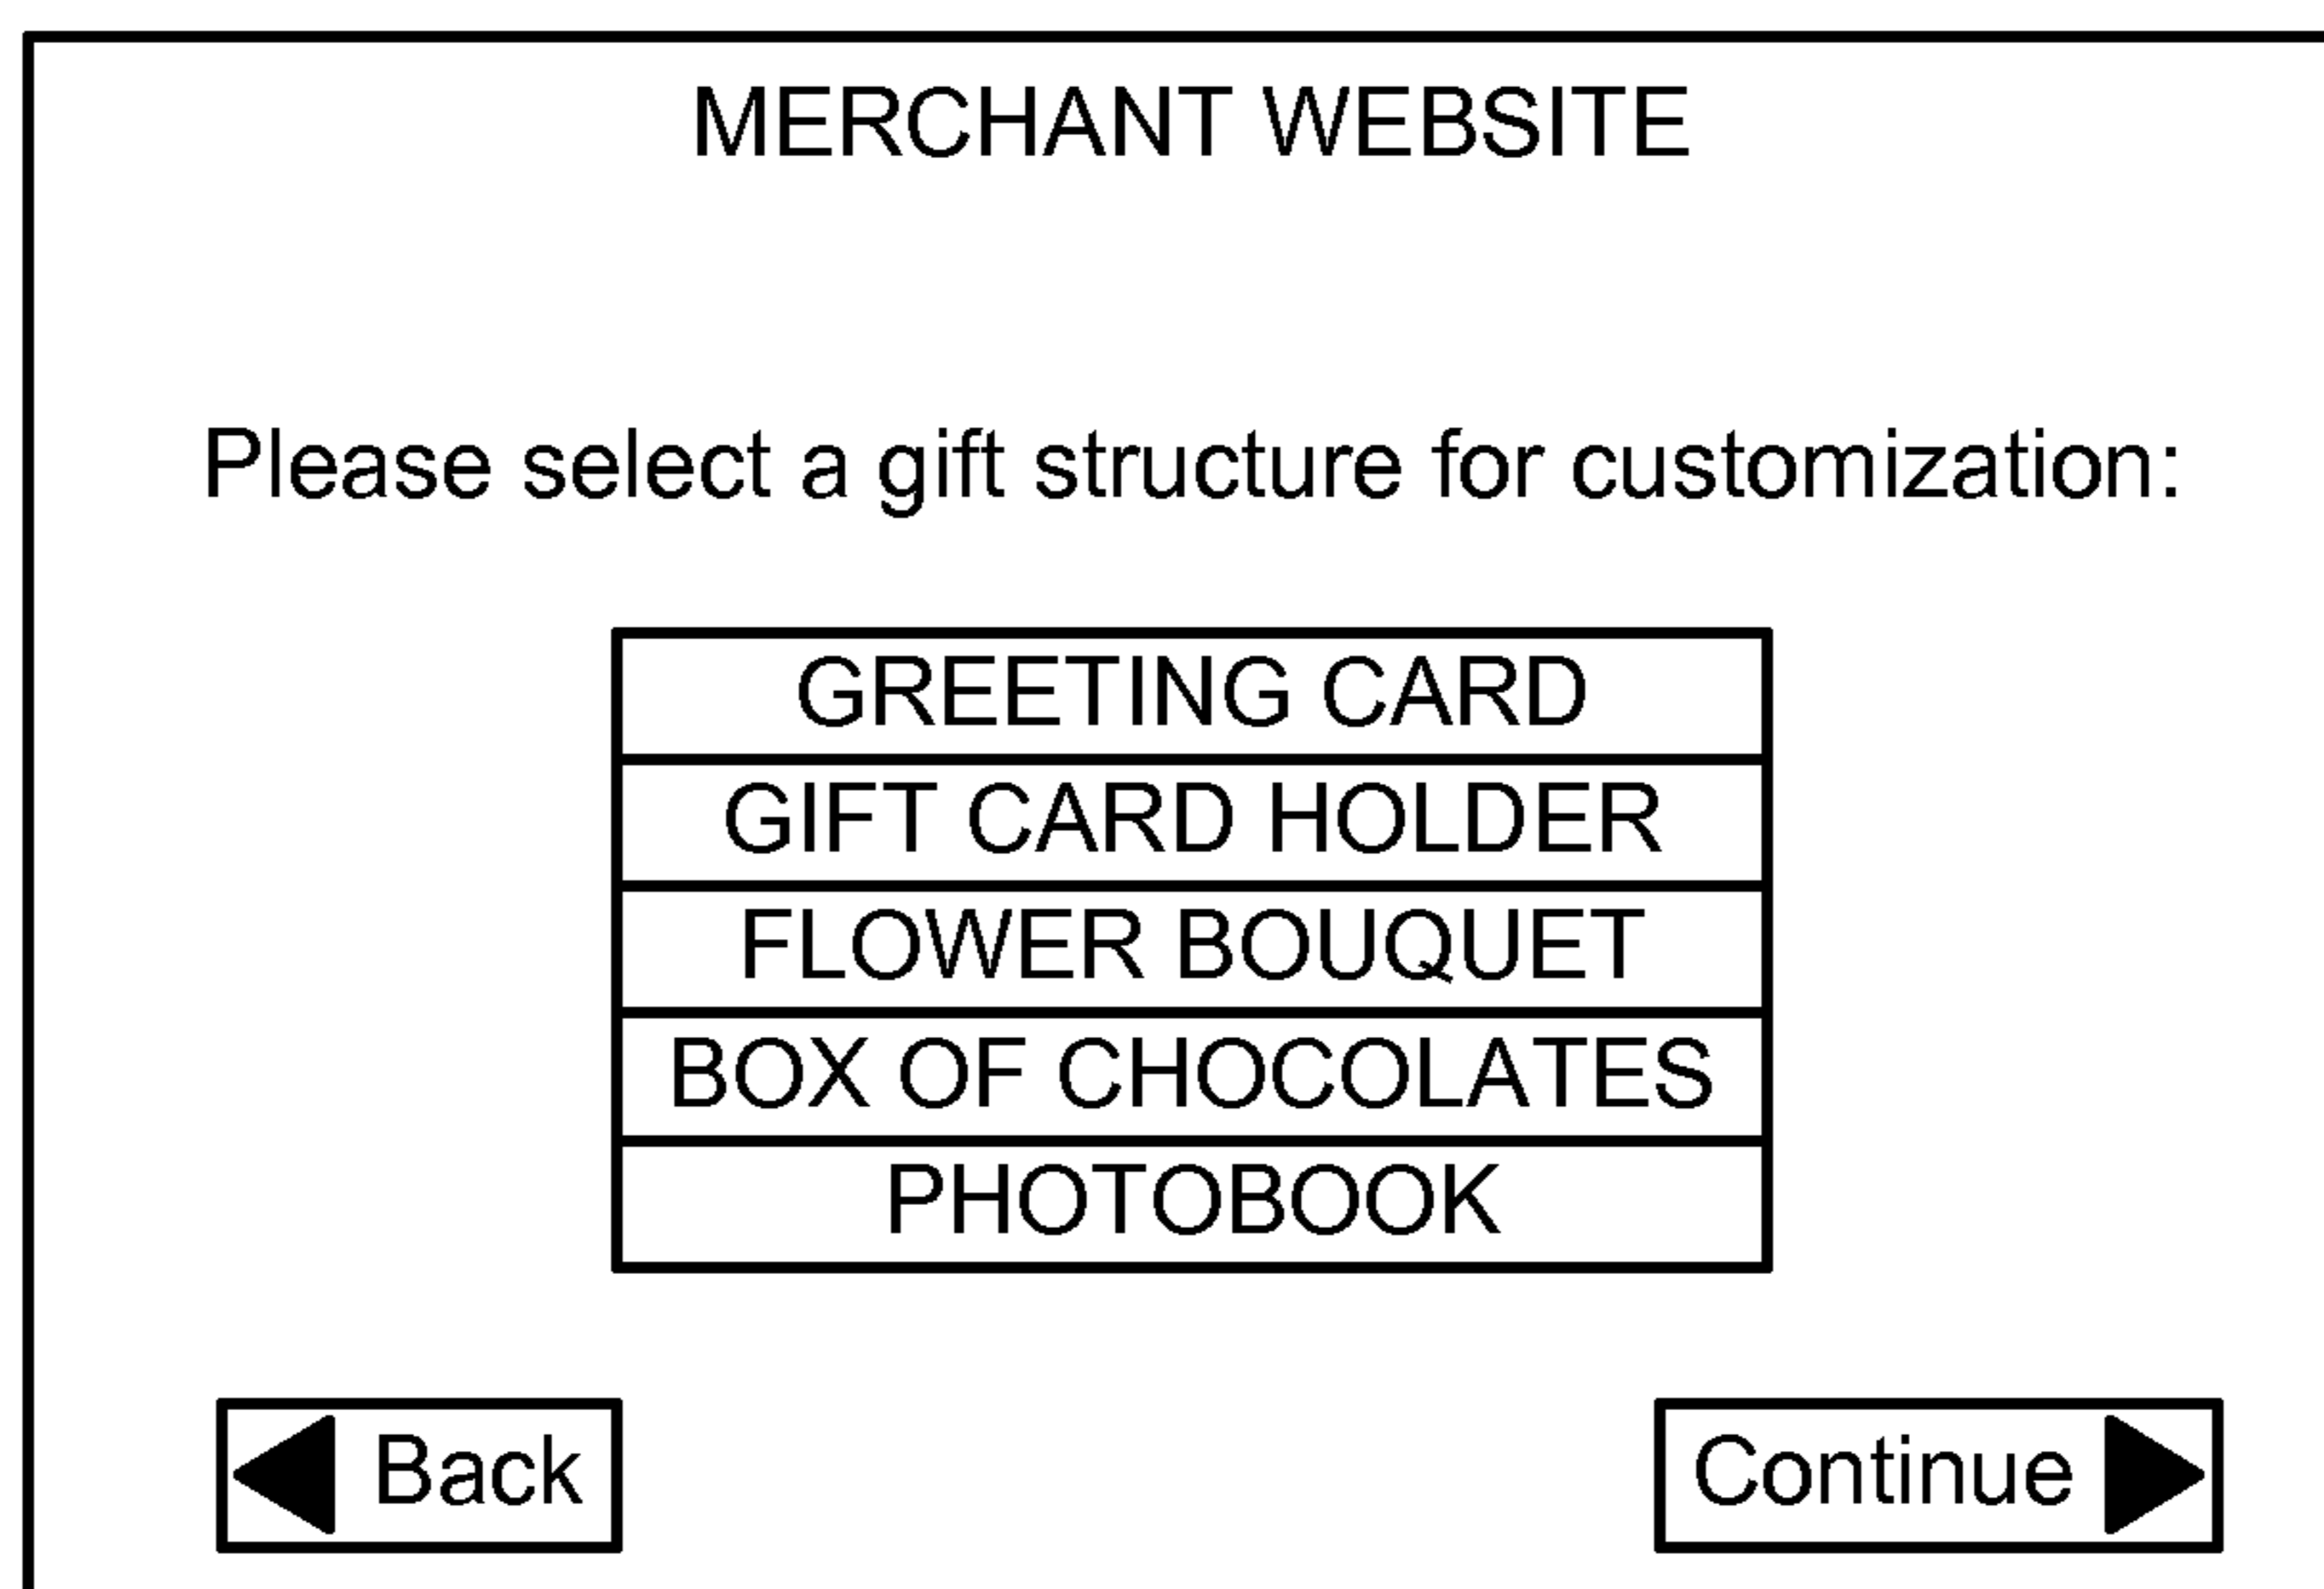 MERCHANT WEBSITE
Please select a gift structure for customization:
GREETING CARD
GIFT CARD HOLDER
FLOWER BOUQUET
BOX OF CHOCOLATES
PHOTOBOOK
Back
Continue